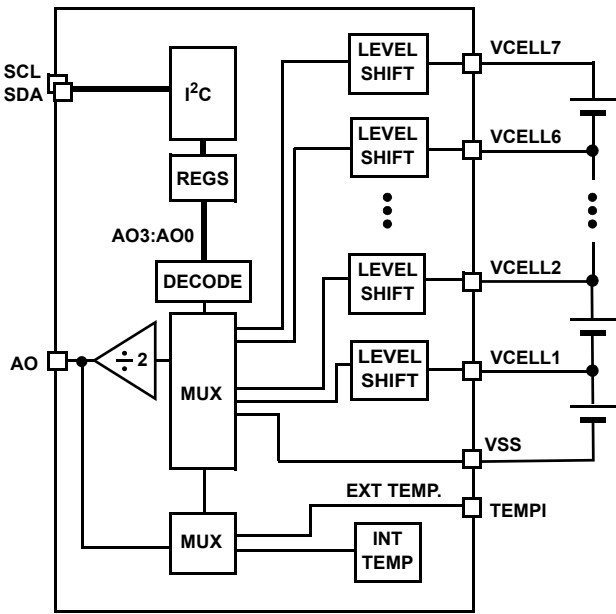 SCL
SDA
I²C
REGS
AO3:AO0
DECODE
AO
÷ 2
MUX
MUX
LEVEL
SHIFT
VCELL7
LEVEL
SHIFT
VCELL6
LEVEL
SHIFT
VCELL2
LEVEL
SHIFT
VCELL1
VSS
EXT TEMP.
TEMPI
INT
TEMP